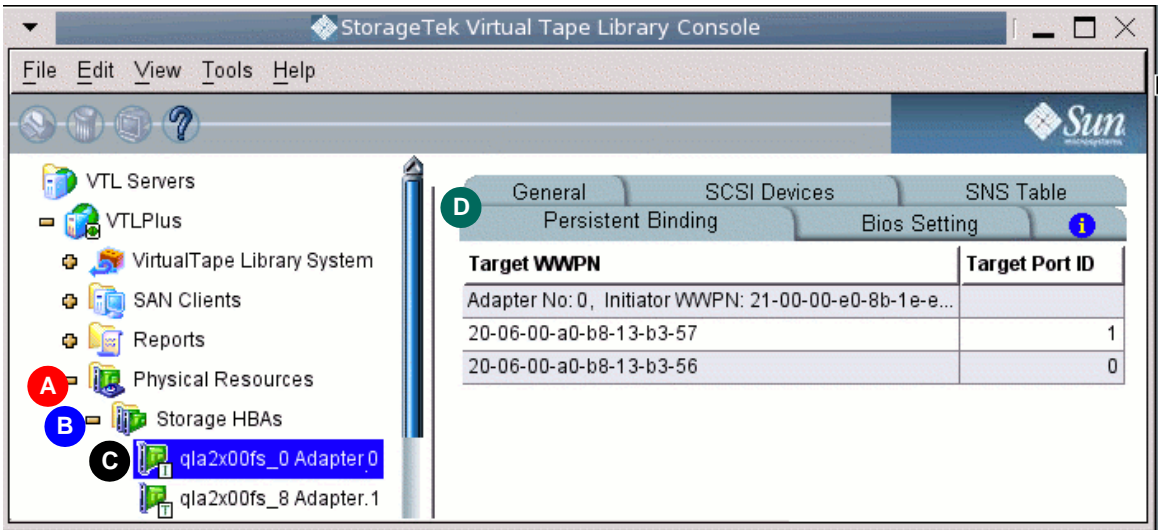 StorageTek Virtual Tape Library Console
File Edit View Tools Help
Sun
microsystems
VTL Servers
VTLPlus
VirtualTape Library System
SAN Clients
Reports
A Physical Resources
B Storage HBAs
C qla2x00fs_0 Adapter.0
I
qla2x00fs_8 Adapter.1
T
D
General SCSI Devices SNS Table
Persistent Binding Bios Setting i
Target WWPN Target Port ID
Adapter No: 0, Initiator WWPN: 21-00-00-e0-8b-1e-e...
20-06-00-a0-b8-13-b3-57 1
20-06-00-a0-b8-13-b3-56 0